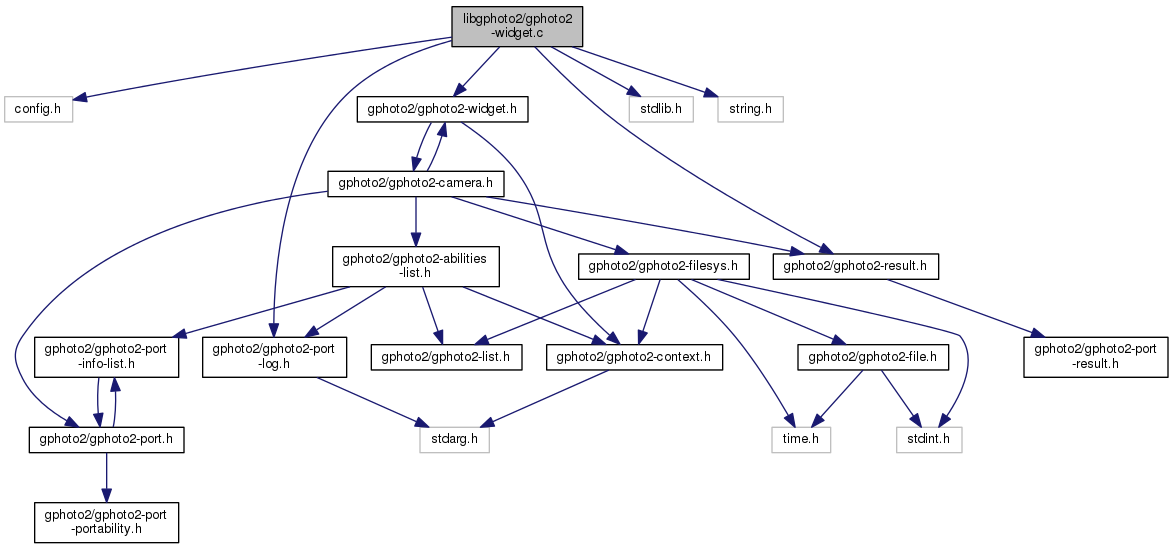 libgphoto2/gphoto2
-widget.c
config.h
gphoto2/gphoto2-widget.h
stdlib.h
string.h
gphoto2/gphoto2-camera.h
gphoto2/gphoto2-abilities
-list.h
gphoto2/gphoto2-filesys.h
gphoto2/gphoto2-result.h
gphoto2/gphoto2-port
-info-list.h
gphoto2/gphoto2-port
-log.h
gphoto2/gphoto2-list.h
gphoto2/gphoto2-context.h
gphoto2/gphoto2-file.h
gphoto2/gphoto2-port
-result.h
gphoto2/gphoto2-port.h
stdarg.h
time.h
stdint.h
gphoto2/gphoto2-port
-portability.h